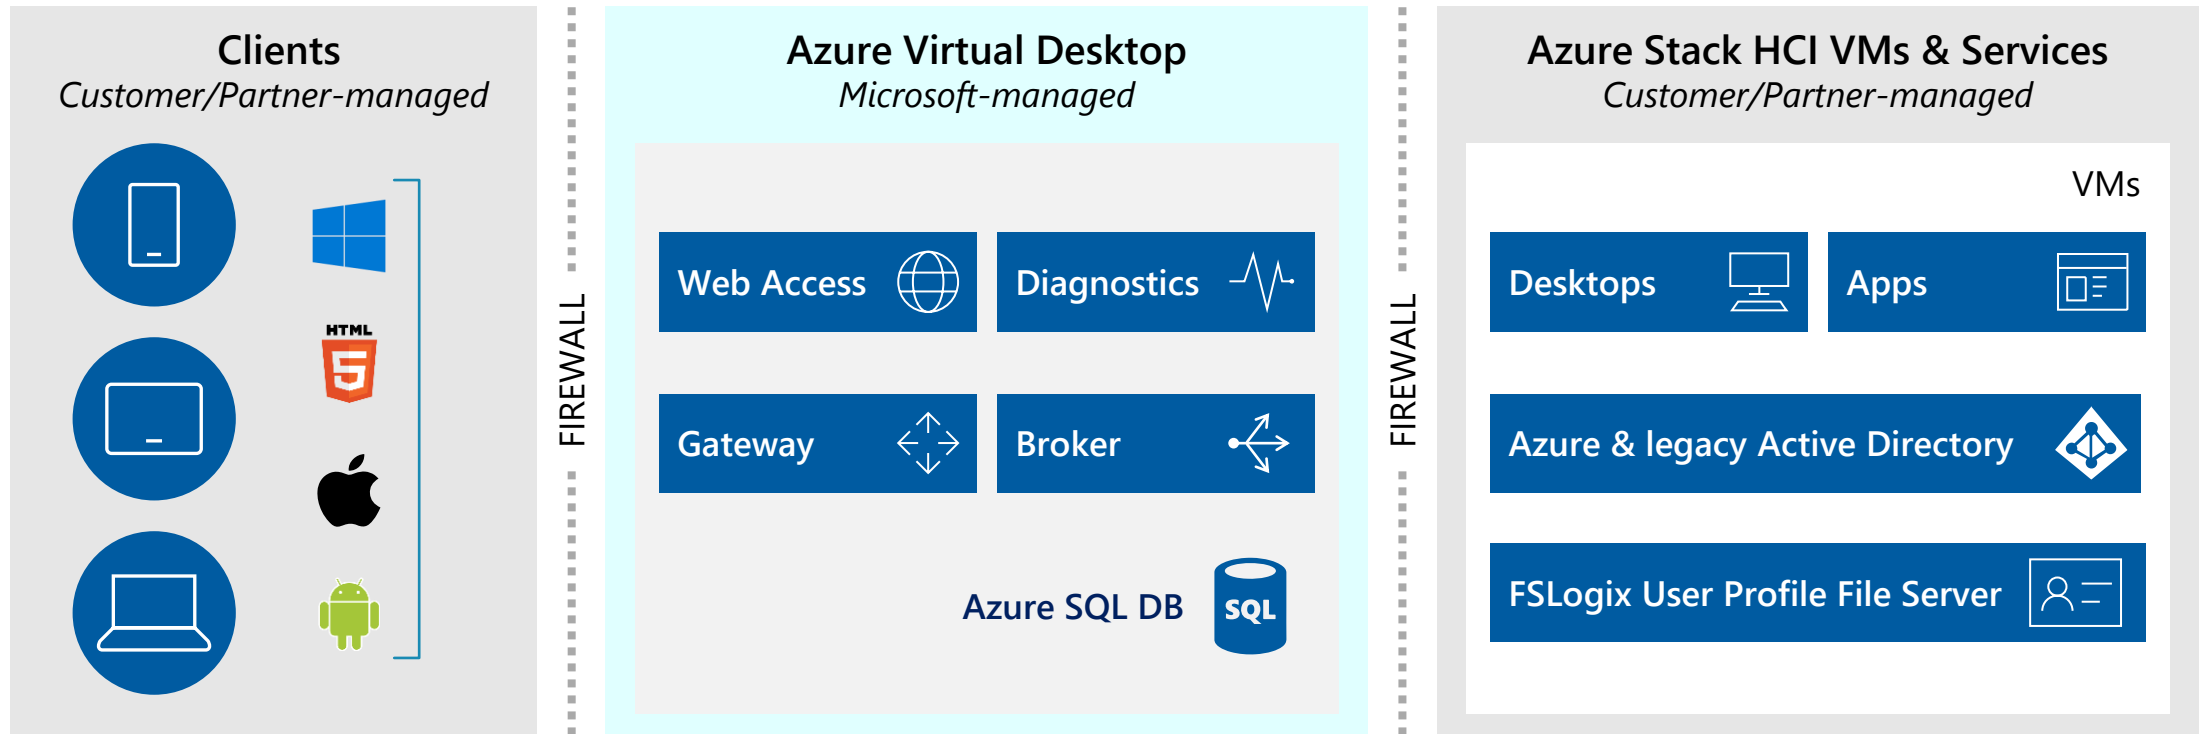 Clients
Customer/Partner-managed
HTML
5
FIREWALL
Azure Virtual Desktop
Microsoft-managed
Web Access
Diagnostics
Gateway
Broker
Azure SQL DB
SQL
FIREWALL
Azure Stack HCI VMs & Services
Customer/Partner-managed
VMs
Desktops
Apps
Azure & legacy Active Directory
FSLogix User Profile File Server